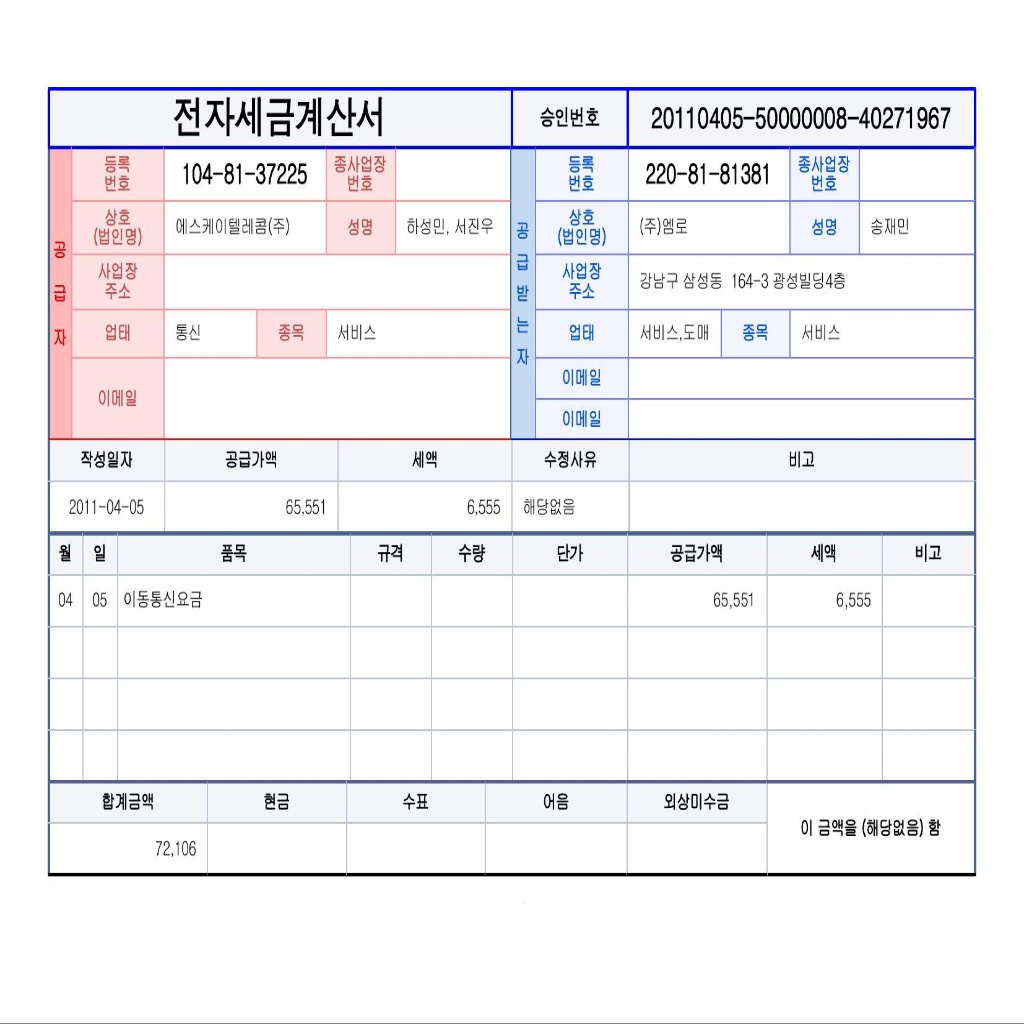 전자세금계산서 승인번호 20110405-50000008-40271967
공급자
등록번호 104-81-37225 종사업장번호
상호(법인명) 에스케이텔레콤(주) 성명 하성민, 서진우
사업장주소
업태 통신 종목 서비스
이메일
공급받는자
등록번호 220-81-81381 종사업장번호
상호(법인명) (주)엠로 성명 송재민
사업장주소 강남구 삼성동 164-3 광성빌딩4층
업태 서비스,도매 종목 서비스
이메일
이메일
작성일자 공급가액 세액 수정사유 비고
2011-04-05 65,551 6,555 해당없음
월 일 품목 규격 수량 단가 공급가액 세액 비고
04 05 이동통신요금 65,551 6,555
합계금액 현금 수표 어음 외상미수금 이 금액을 (해당없음) 함
72,106